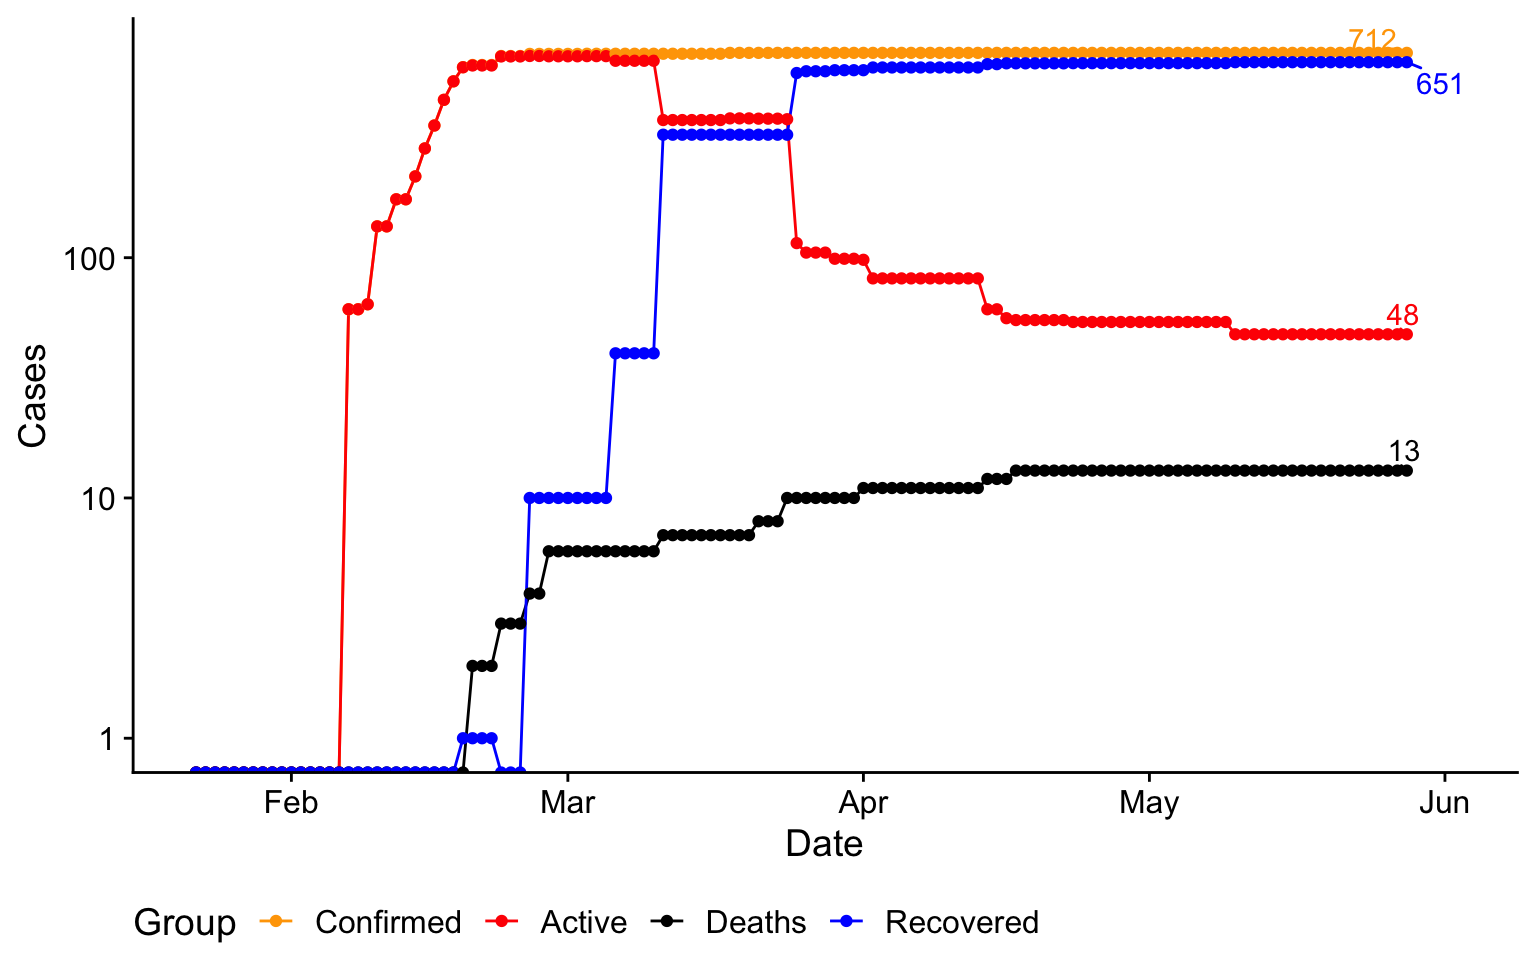 712
651
100
48
Cases
13
10
1
Feb Mar Apr May Jun
Date
Group Confirmed Active Deaths Recovered